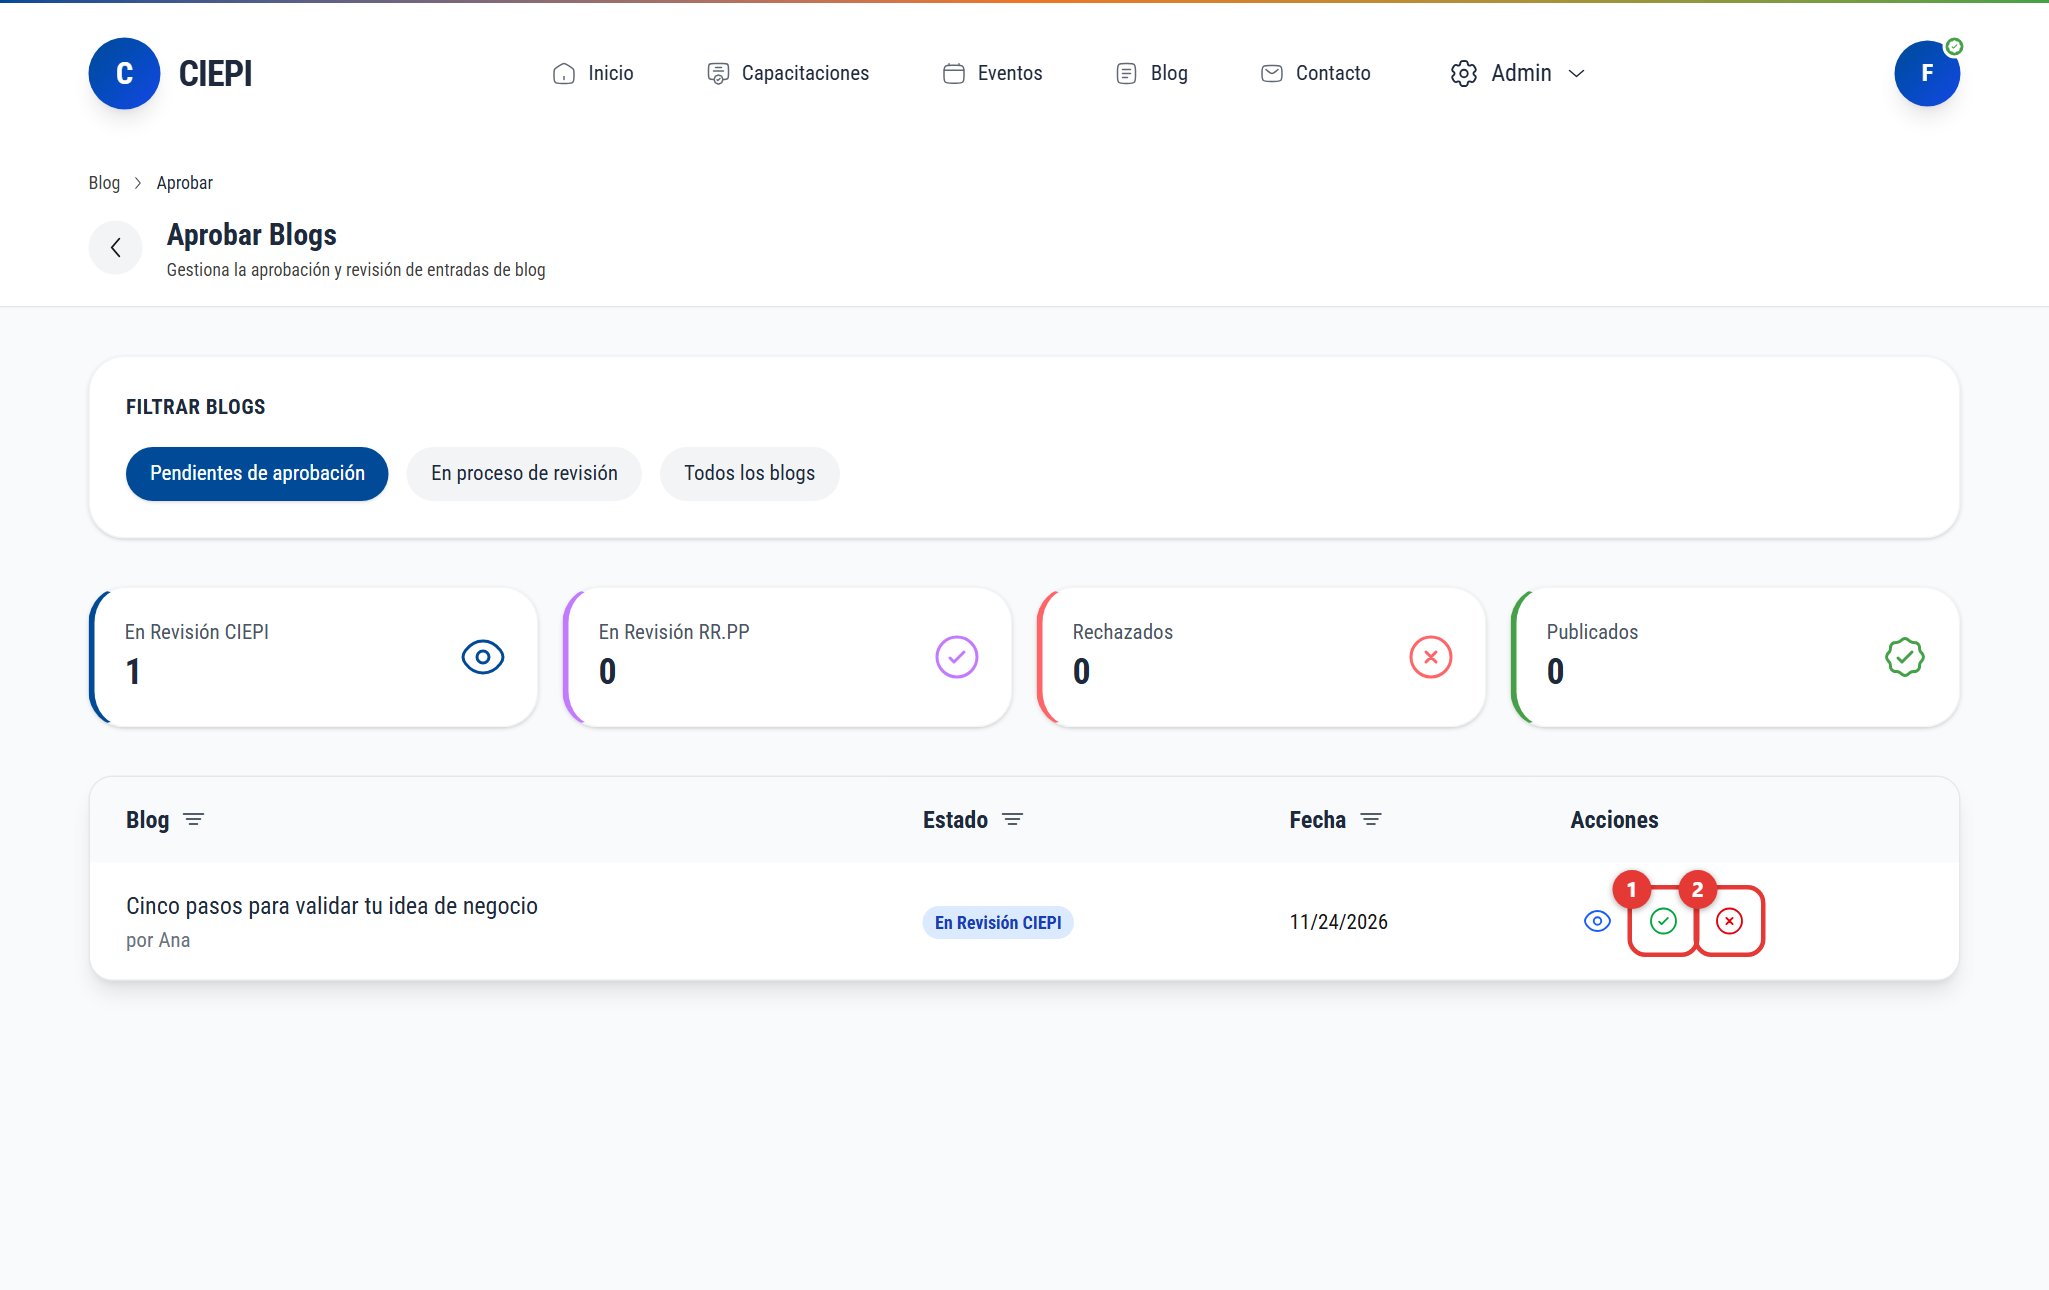 C CIEPI Inicio Capacitaciones Eventos Blog Contacto Admin F
Blog Aprobar
Aprobar Blogs
Gestiona la aprobación y revisión de entradas de blog
FILTRAR BLOGS
Pendientes de aprobación En proceso de revisión Todos los blogs
En Revisión CIEPI En Revisión RR.PP Rechazados Publicados
1 0 0 0
Blog Estado Fecha Acciones
1 2
Cinco pasos para validar tu idea de negocio
por Ana
En Revisión CIEPI 11/24/2026